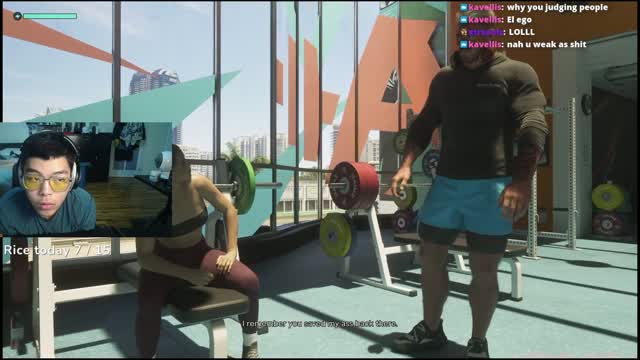 kavellis: why you judging people
kavellis: El ego
LOLLL
kavellis: nah u weak as shit
Rice today 7 / 15
I remember you saved my ass back there.